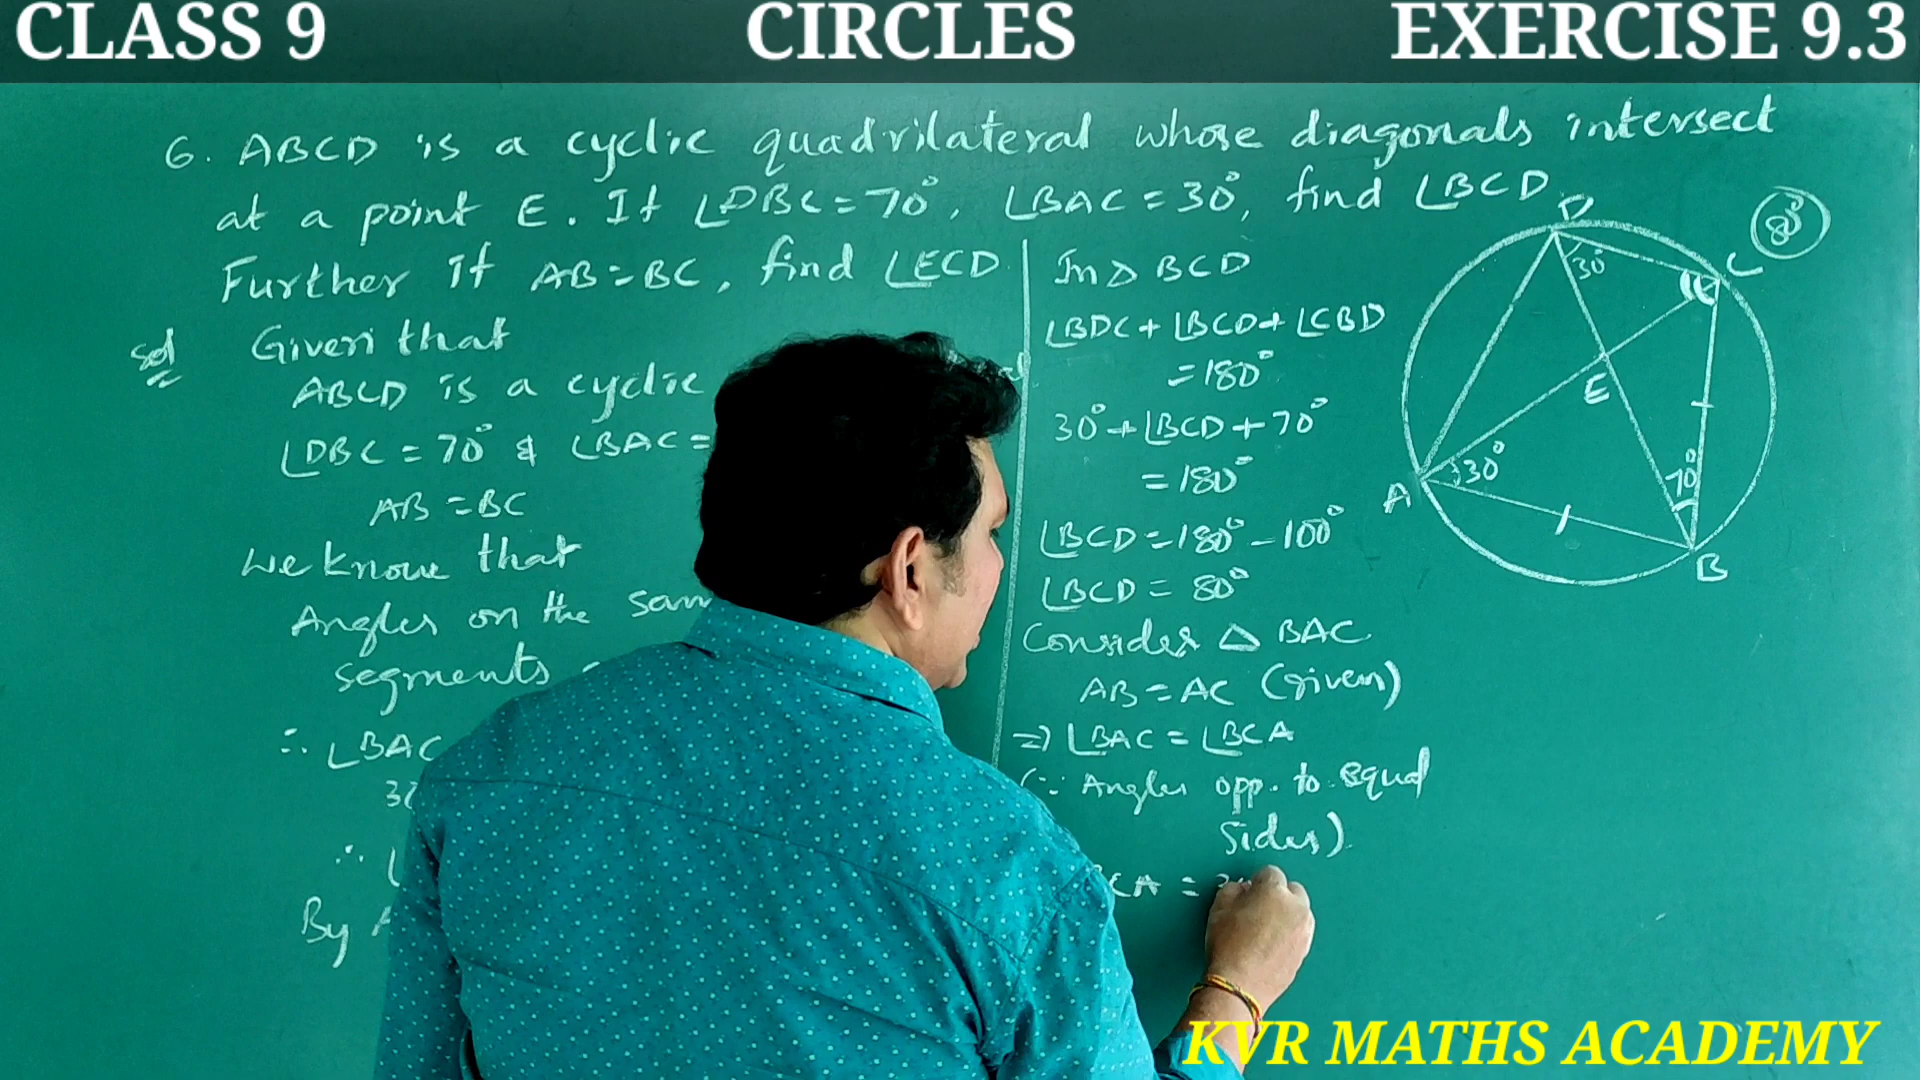 CLASS 9 CIRCLES EXERCISE 9.3
6. ABCD is a cyclic quadrilateral whose diagonals intersect
at a point E. If ∠DBC = 70°, ∠BAC = 30°, find ∠BCD.
Further If AB = BC, find ∠ECD
Sol Given that
ABCD is a cyclic
∠DBC = 70° & ∠BAC =
AB = BC
We know that
Angles on the same
segments
∴ ∠BAC
By
In △ BCD
∠BDC + ∠BCD + ∠CBD
= 180°
30° + ∠BCD + 70°
= 180°
∠BCD = 180° - 100°
∠BCD = 80°
Consider △ BAC
AB = AC (given)
⇒ ∠BAC = ∠BCA
(∵ Angles opp. to equal
sides)
CA =
D
80°
C
30°
E
30°
70°
A
B
KVR MATHS ACADEMY